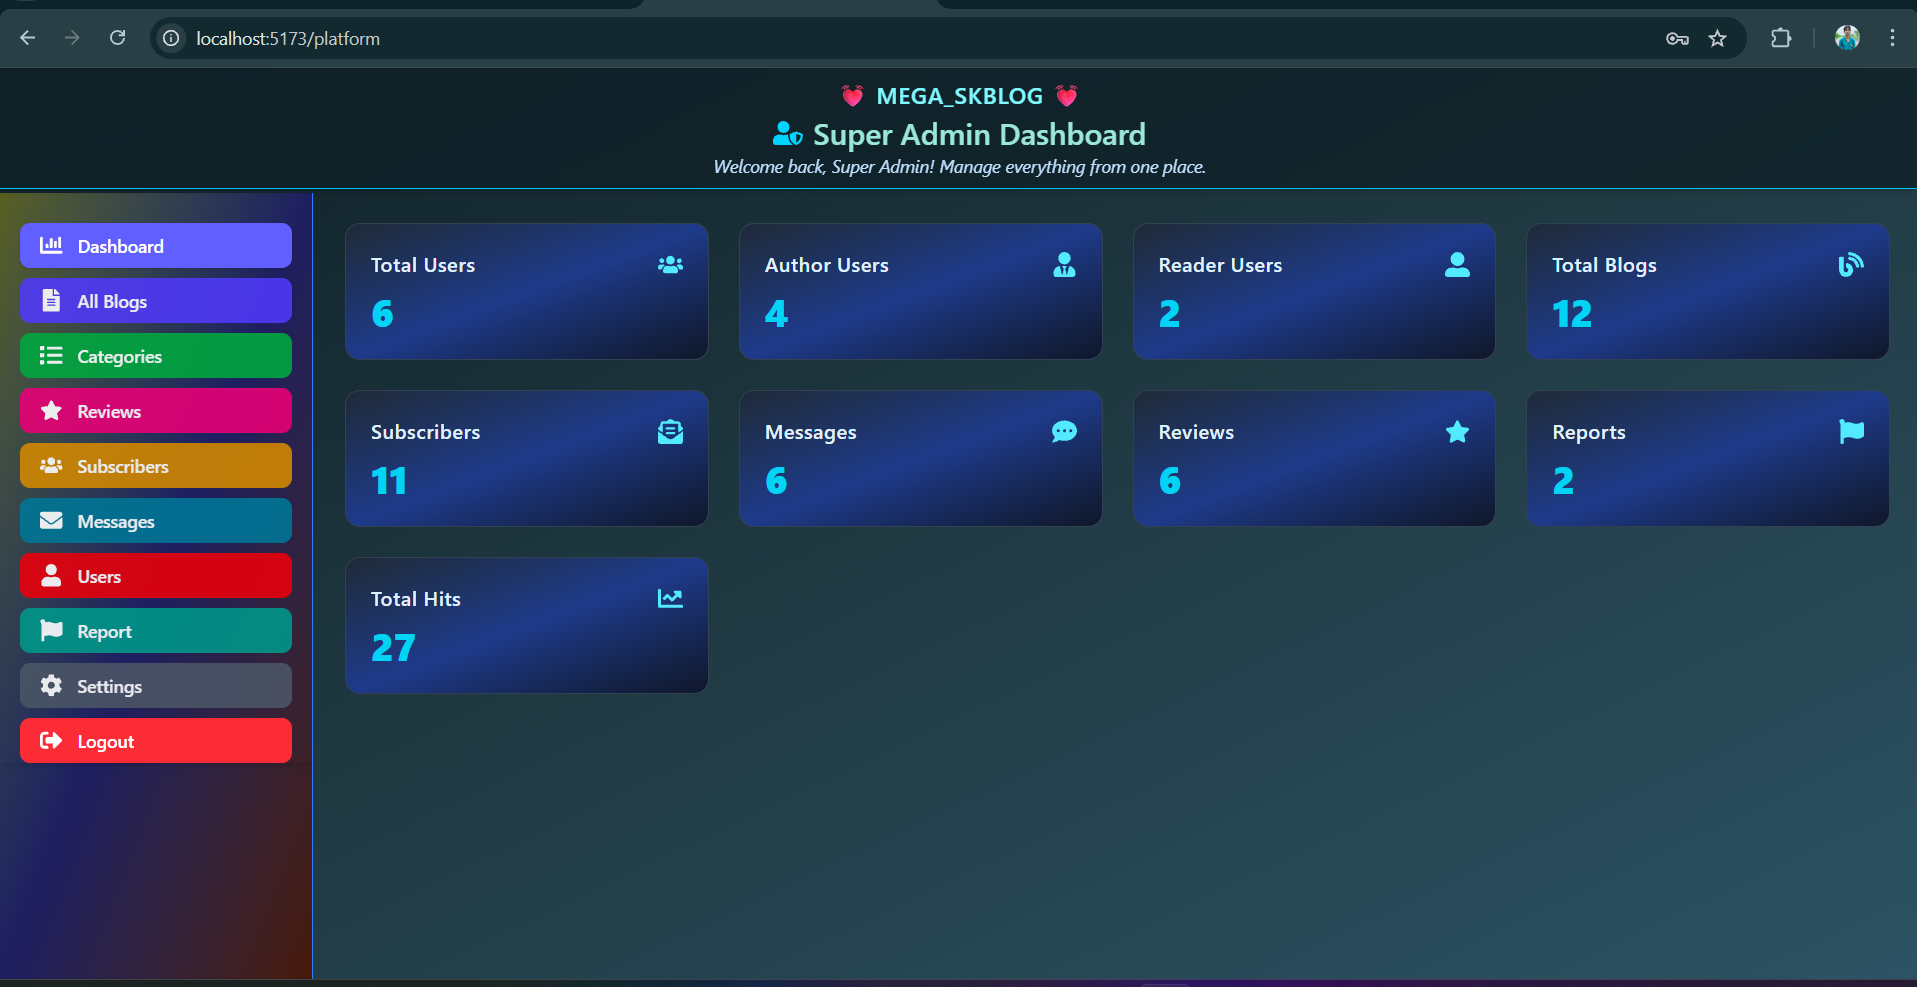 localhost:5173/platform
MEGA_SKBLOG
Super Admin Dashboard
Welcome back, Super Admin! Manage everything from one place.
Dashboard
All Blogs
Categories
Reviews
Subscribers
Messages
Users
Report
Settings
Logout
Total Users
6
Author Users
4
Reader Users
2
Total Blogs
12
Subscribers
11
Messages
6
Reviews
6
Reports
2
Total Hits
27